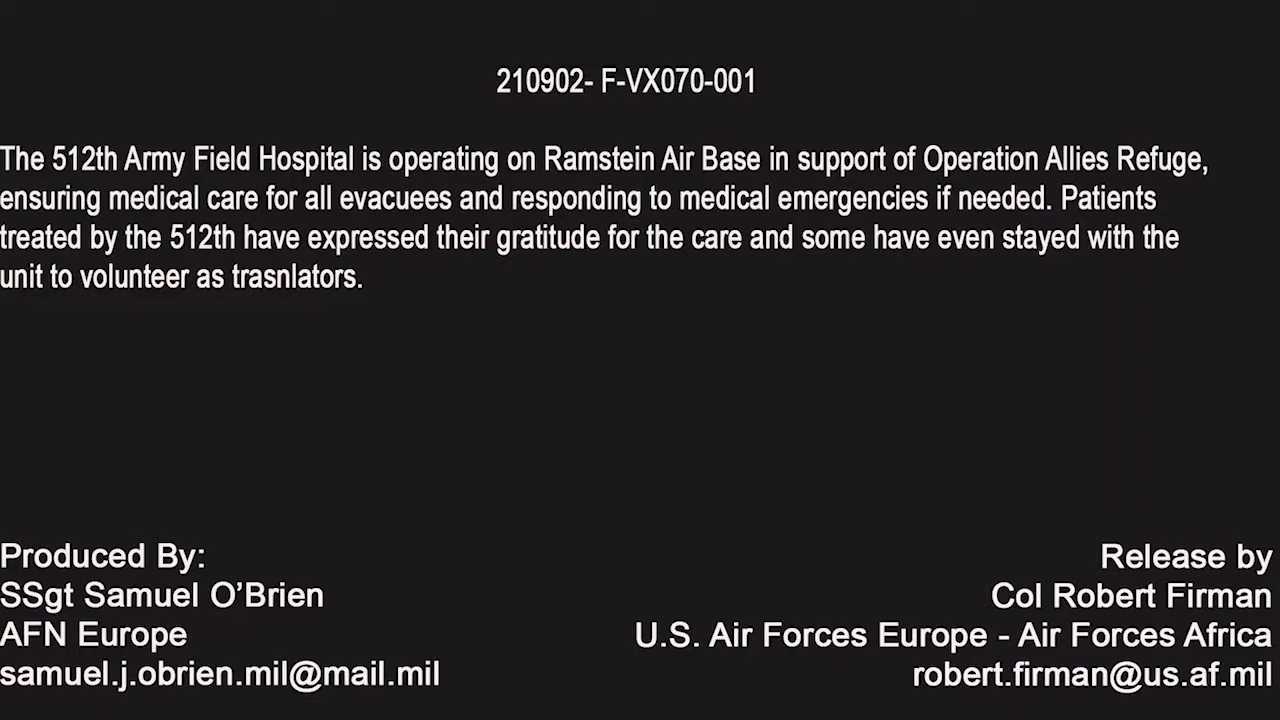 210902- F-VX070-001
The 512th Army Field Hospital is operating on Ramstein Air Base in support of Operation Allies Refuge,
ensuring medical care for all evacuees and responding to medical emergencies if needed. Patients
treated by the 512th have expressed their gratitude for the care and some have even stayed with the
unit to volunteer as trasnlators.
Produced By:
SSgt Samuel O’Brien
AFN Europe
samuel.j.obrien.mil@mail.mil
Release by
Col Robert Firman
U.S. Air Forces Europe - Air Forces Africa
robert.firman@us.af.mil